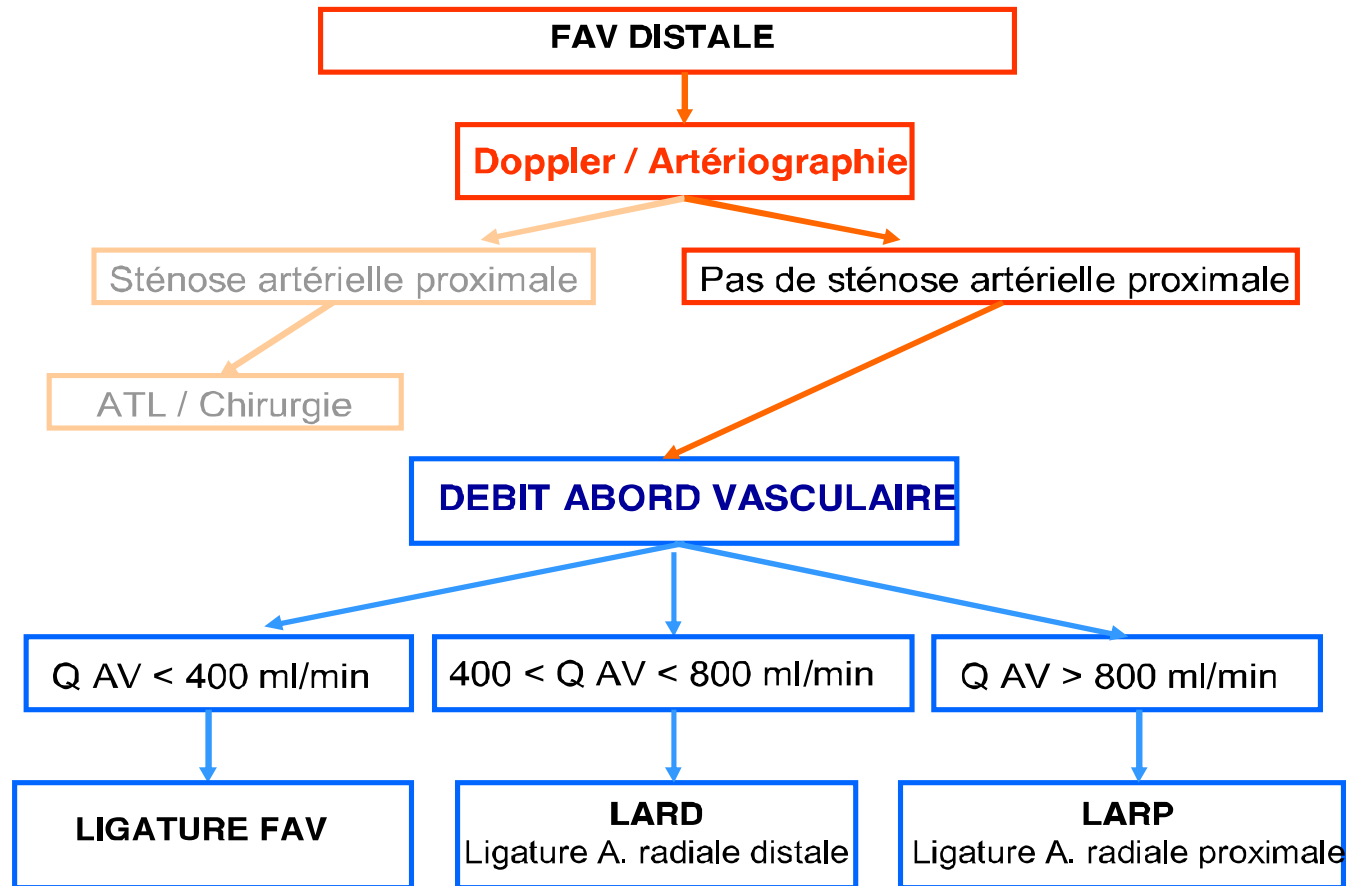 FAV DISTALE
Doppler / Artériographie
Sténose artérielle proximale
Pas de sténose artérielle proximale
ATL / Chirurgie
DEBIT ABORD VASCULAIRE
Q AV < 400 ml/min
400 < Q AV < 800 ml/min
Q AV > 800 ml/min
LIGATURE FAV
LARD
Ligature A. radiale distale
LARP
Ligature A. radiale proximale